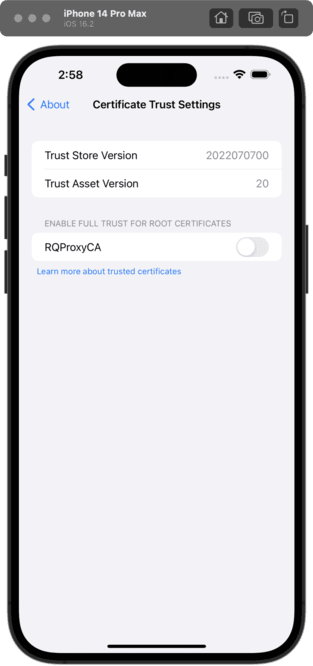 iPhone 14 Pro Max
iOS 16.2
2:58
About
Certificate Trust Settings
Trust Store Version 2022070700
Trust Asset Version 20
ENABLE FULL TRUST FOR ROOT CERTIFICATES
RQProxyCA
Learn more about trusted certificates